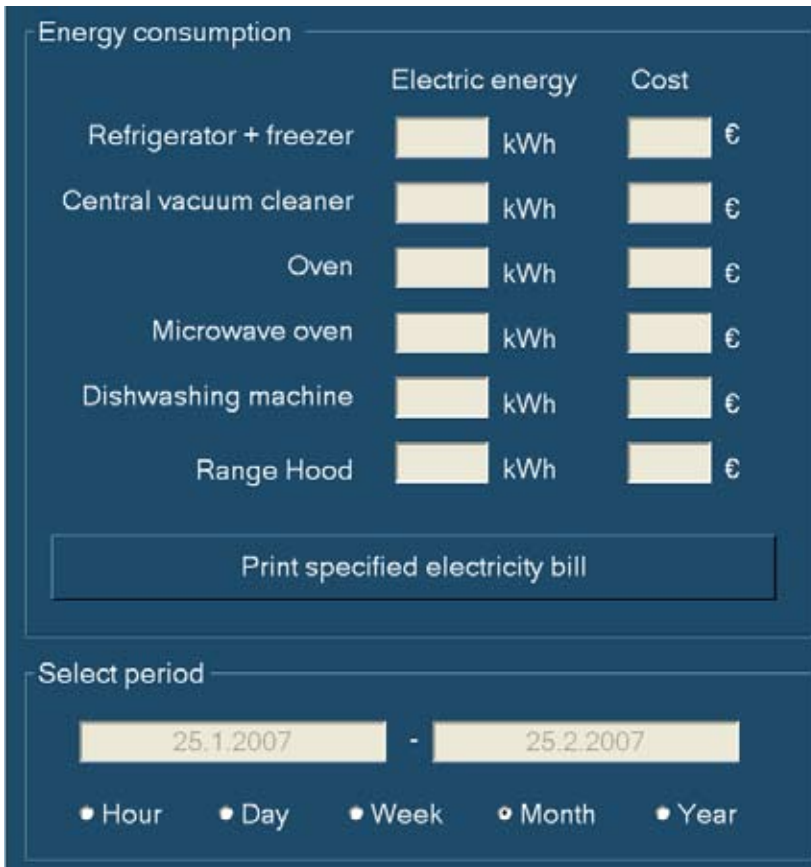 Energy consumption
Electric energy Cost
Refrigerator + freezer kWh €
Central vacuum cleaner kWh €
Oven kWh €
Microwave oven kWh €
Dishwashing machine kWh €
Range Hood kWh €
Print specified electricity bill
Select period
25.1.2007 - 25.2.2007
Hour Day Week Month Year